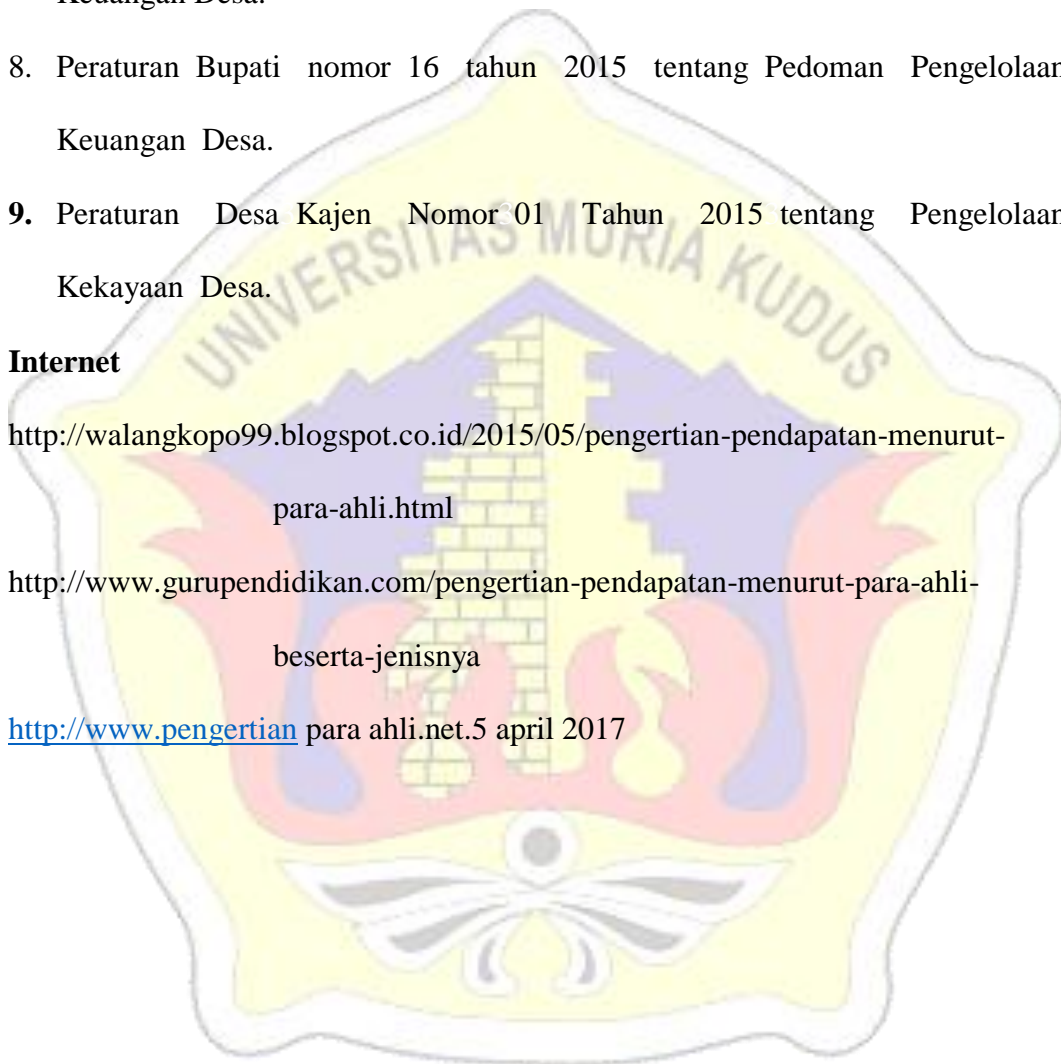 Keuangan Desa.
8. Peraturan Bupati nomor 16 tahun 2015 tentang Pedoman Pengelolaan
Keuangan Desa.
9. Peraturan Desa Kajen Nomor 01 Tahun 2015 tentang Pengelolaan
Kekayaan Desa.
UNIVERSITAS MURIA KUDUS
Internet
http://walangkopo99.blogspot.co.id/2015/05/pengertian-pendapatan-menurut-
para-ahli.html
http://www.gurupendidikan.com/pengertian-pendapatan-menurut-para-ahli-
beserta-jenisnya
http://www.pengertian para ahli.net.5 april 2017